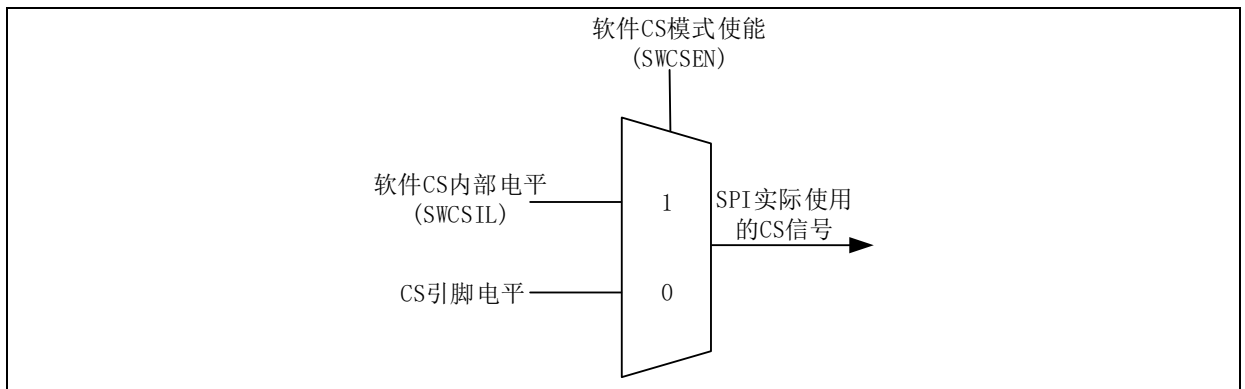 软件CS模式使能
(SWCSEN)
软件CS内部电平
(SWCSIL)
1
SPI实际使用
的CS信号
CS引脚电平
0